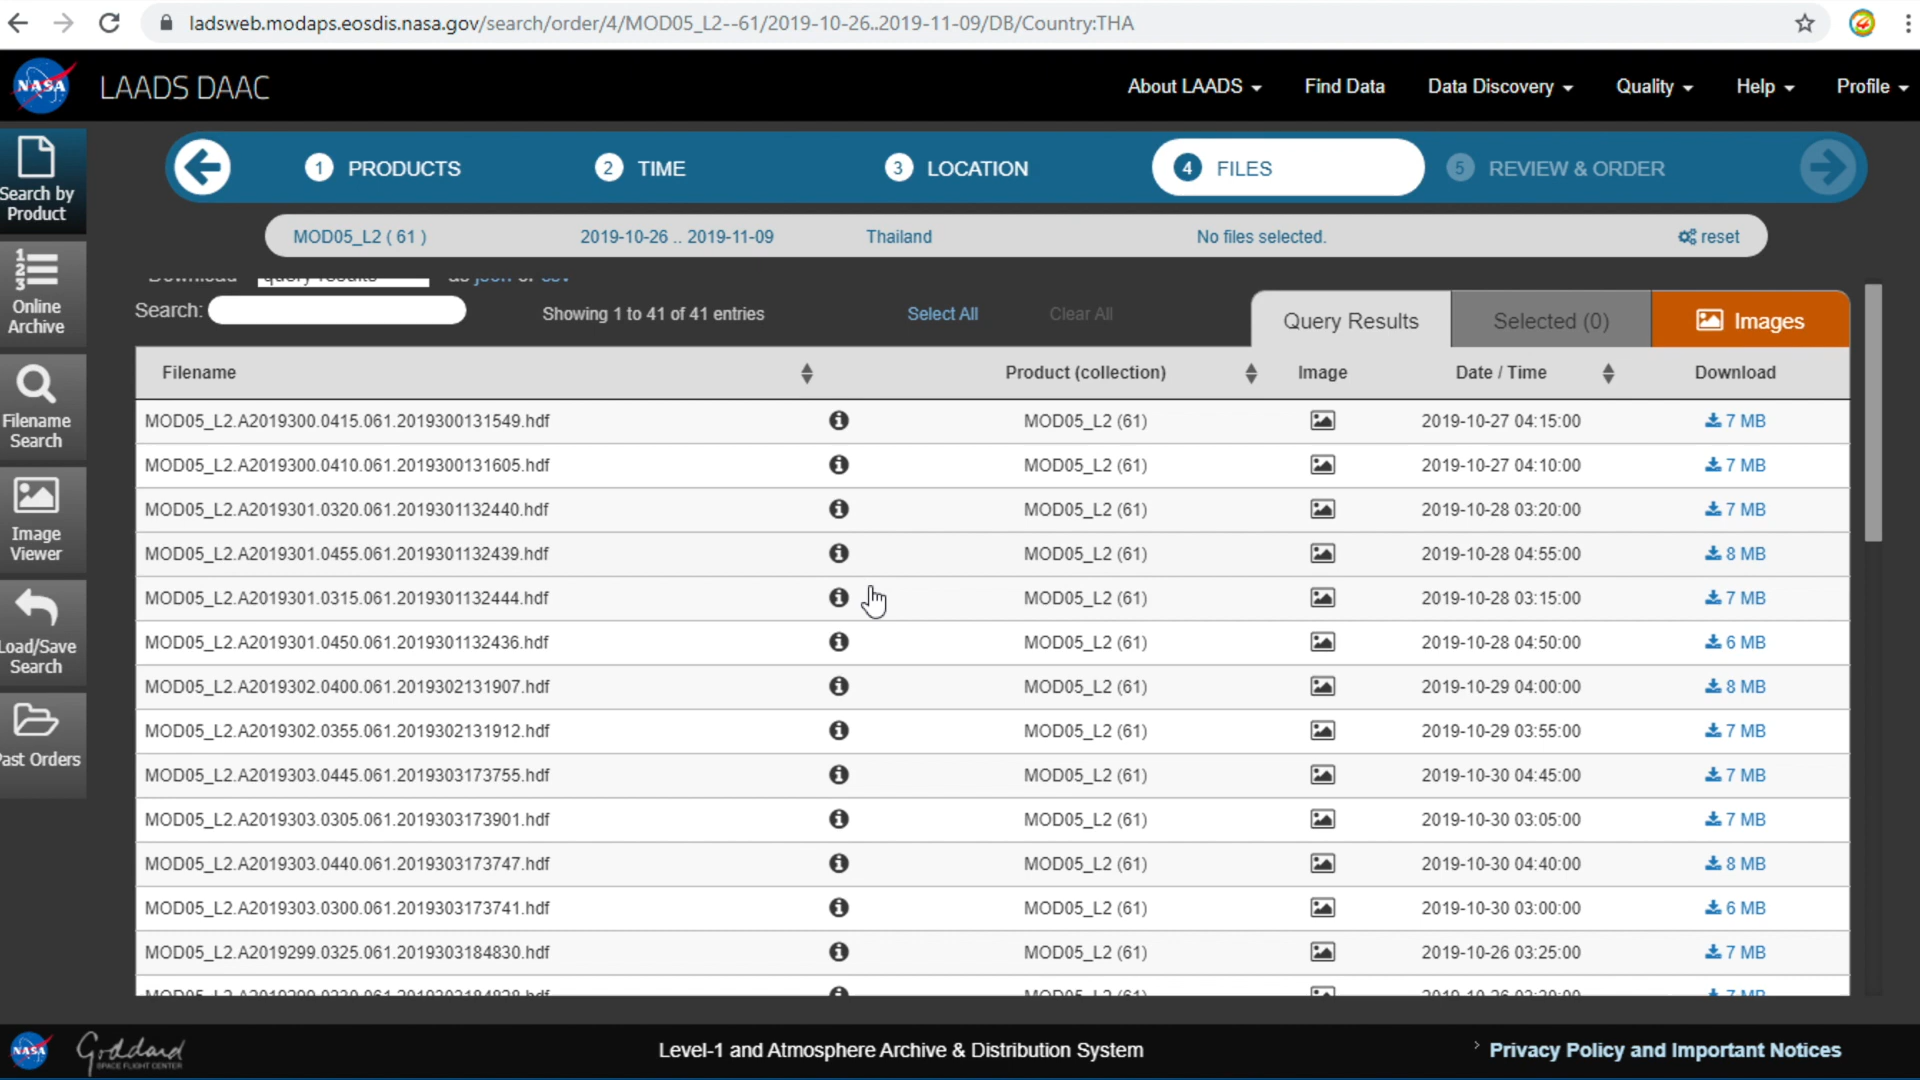 ladsweb.modaps.eosdis.nasa.gov/search/order/4/MOD05_L2--61/2019-10-26..2019-11-09/DB/Country:THA
NASA LAADS DAAC About LAADS Find Data Data Discovery Quality Help Profile
1 PRODUCTS 2 TIME 3 LOCATION 4 FILES 5 REVIEW & ORDER
Search by
Product
MOD05_L2 ( 61 ) 2019-10-26 .. 2019-11-09 Thailand No files selected. reset
Online
Archive
Filename
Search
Image
Viewer
Load/Save
Search
Past Orders
Search: Showing 1 to 41 of 41 entries Select All Clear All Query Results Selected (0) Images
Filename Product (collection) Image Date / Time Download
MOD05_L2.A2019300.0415.061.2019300131549.hdf MOD05_L2 (61) 2019-10-27 04:15:00 7 MB
MOD05_L2.A2019300.0410.061.2019300131605.hdf MOD05_L2 (61) 2019-10-27 04:10:00 7 MB
MOD05_L2.A2019301.0320.061.2019301132440.hdf MOD05_L2 (61) 2019-10-28 03:20:00 7 MB
MOD05_L2.A2019301.0455.061.2019301132439.hdf MOD05_L2 (61) 2019-10-28 04:55:00 8 MB
MOD05_L2.A2019301.0315.061.2019301132444.hdf MOD05_L2 (61) 2019-10-28 03:15:00 7 MB
MOD05_L2.A2019301.0450.061.2019301132436.hdf MOD05_L2 (61) 2019-10-28 04:50:00 6 MB
MOD05_L2.A2019302.0400.061.2019302131907.hdf MOD05_L2 (61) 2019-10-29 04:00:00 8 MB
MOD05_L2.A2019302.0355.061.2019302131912.hdf MOD05_L2 (61) 2019-10-29 03:55:00 7 MB
MOD05_L2.A2019303.0445.061.2019303173755.hdf MOD05_L2 (61) 2019-10-30 04:45:00 7 MB
MOD05_L2.A2019303.0305.061.2019303173901.hdf MOD05_L2 (61) 2019-10-30 03:05:00 7 MB
MOD05_L2.A2019303.0440.061.2019303173747.hdf MOD05_L2 (61) 2019-10-30 04:40:00 8 MB
MOD05_L2.A2019303.0300.061.2019303173741.hdf MOD05_L2 (61) 2019-10-30 03:00:00 6 MB
MOD05_L2.A2019299.0325.061.2019303184830.hdf MOD05_L2 (61) 2019-10-26 03:25:00 7 MB
NASA Goddard Level-1 and Atmosphere Archive & Distribution System Privacy Policy and Important Notices
SPACE FLIGHT CENTER